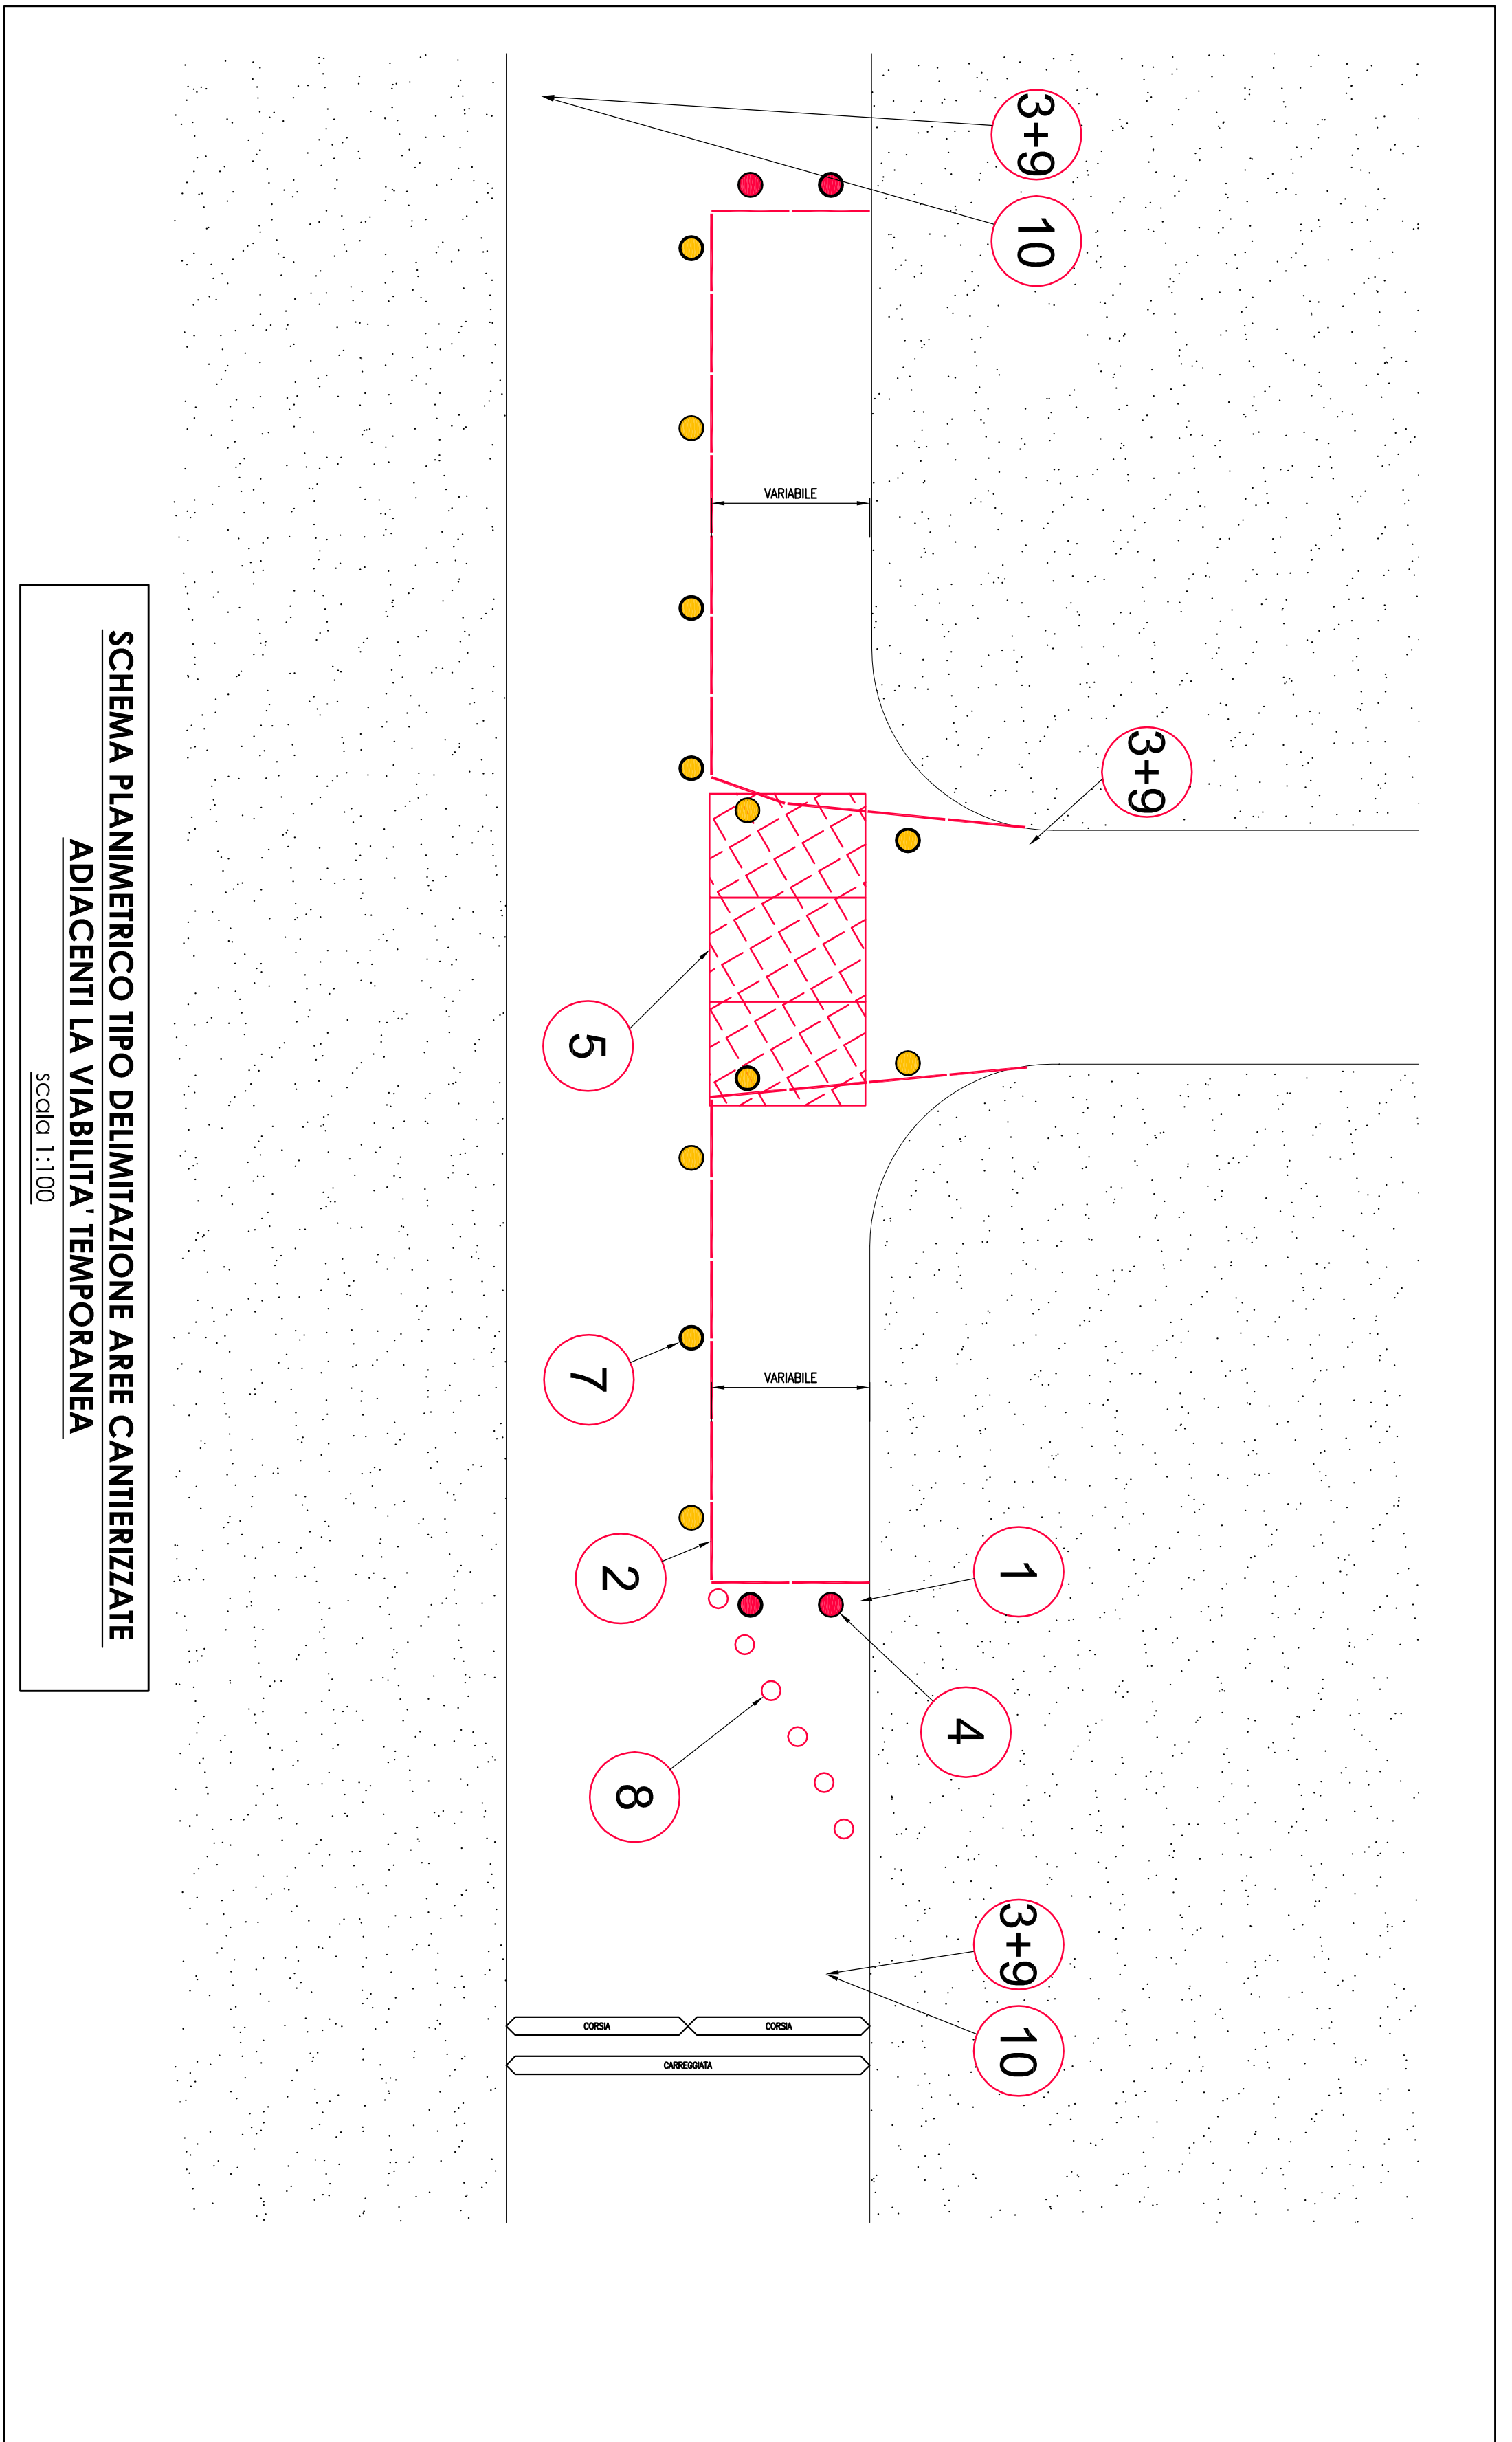 3+9
10
3+9
VARIABILE
5
7
VARIABILE
2
1
4
8
3+9
10
CORSIA
CORSIA
CARREGGIATA
SCHEMA PLANIMETRICO TIPO DELIMITAZIONE AREE CANTIERIZZATE
ADIACENTI LA VIABILITA' TEMPORANEA
scala 1:100